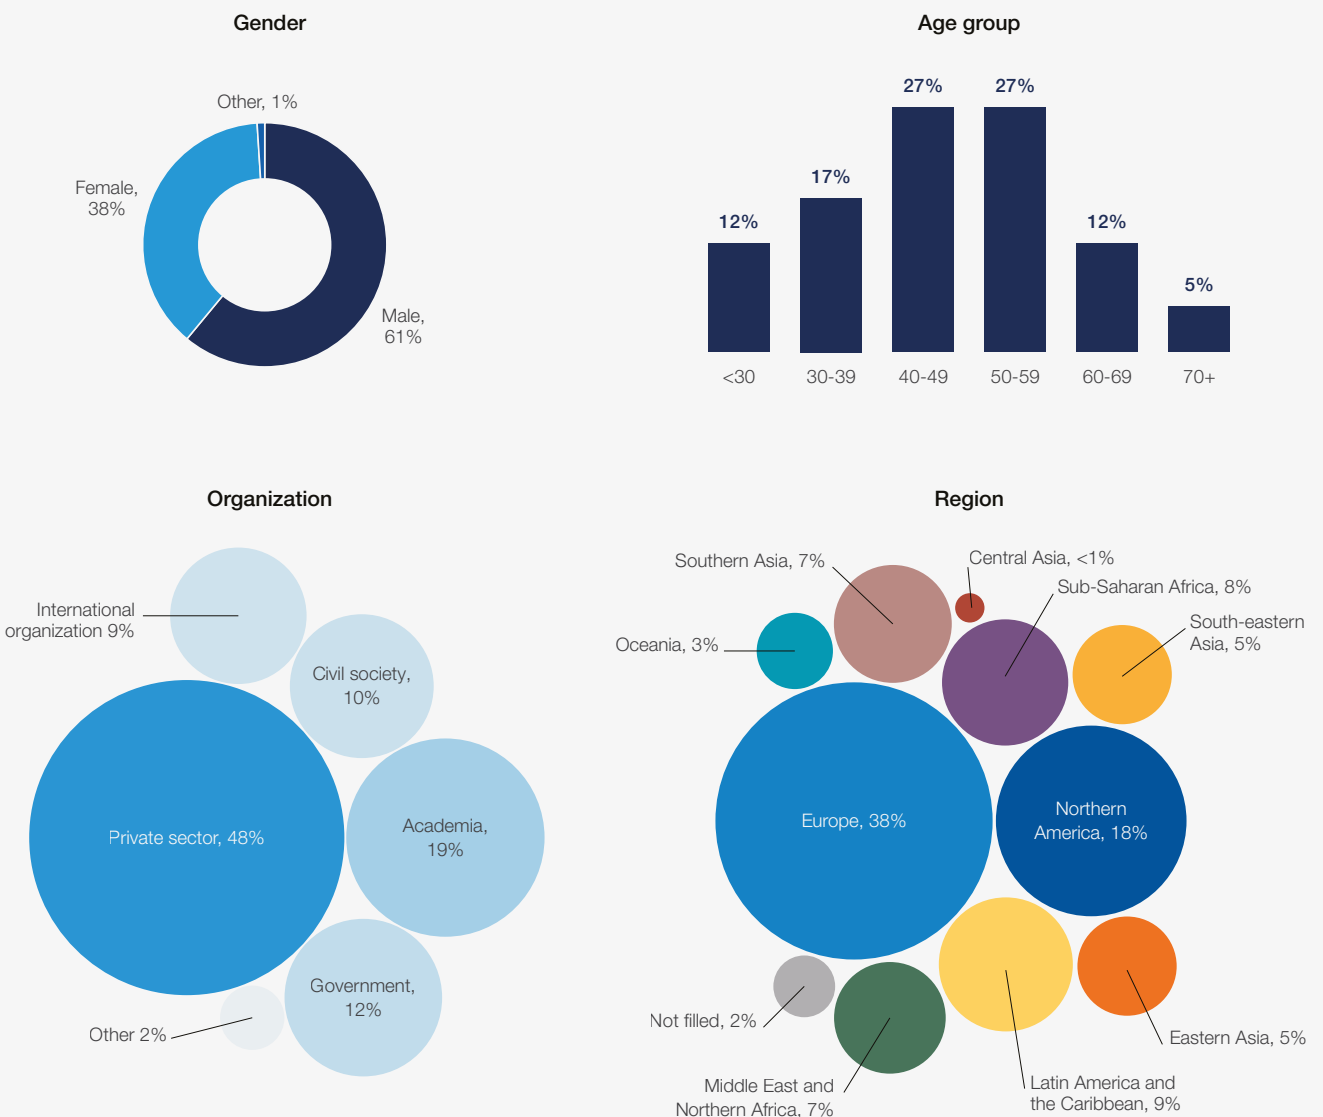 Gender
Other, 1%
Female,
38%
Male,
61%
Age group
27%
27%
17%
12%
12%
5%
<30
30-39
40-49
50-59
60-69
70+
Organization
International
organization 9%
Civil society,
10%
Private sector, 48%
Academia,
19%
Government,
12%
Other 2%
Region
Southern Asia, 7%
Central Asia, <1%
Sub-Saharan Africa, 8%
South-eastern
Asia, 5%
Oceania, 3%
Europe, 38%
Northern
America, 18%
Not filled, 2%
Eastern Asia, 5%
Middle East and
Northern Africa, 7%
Latin America and
the Caribbean, 9%